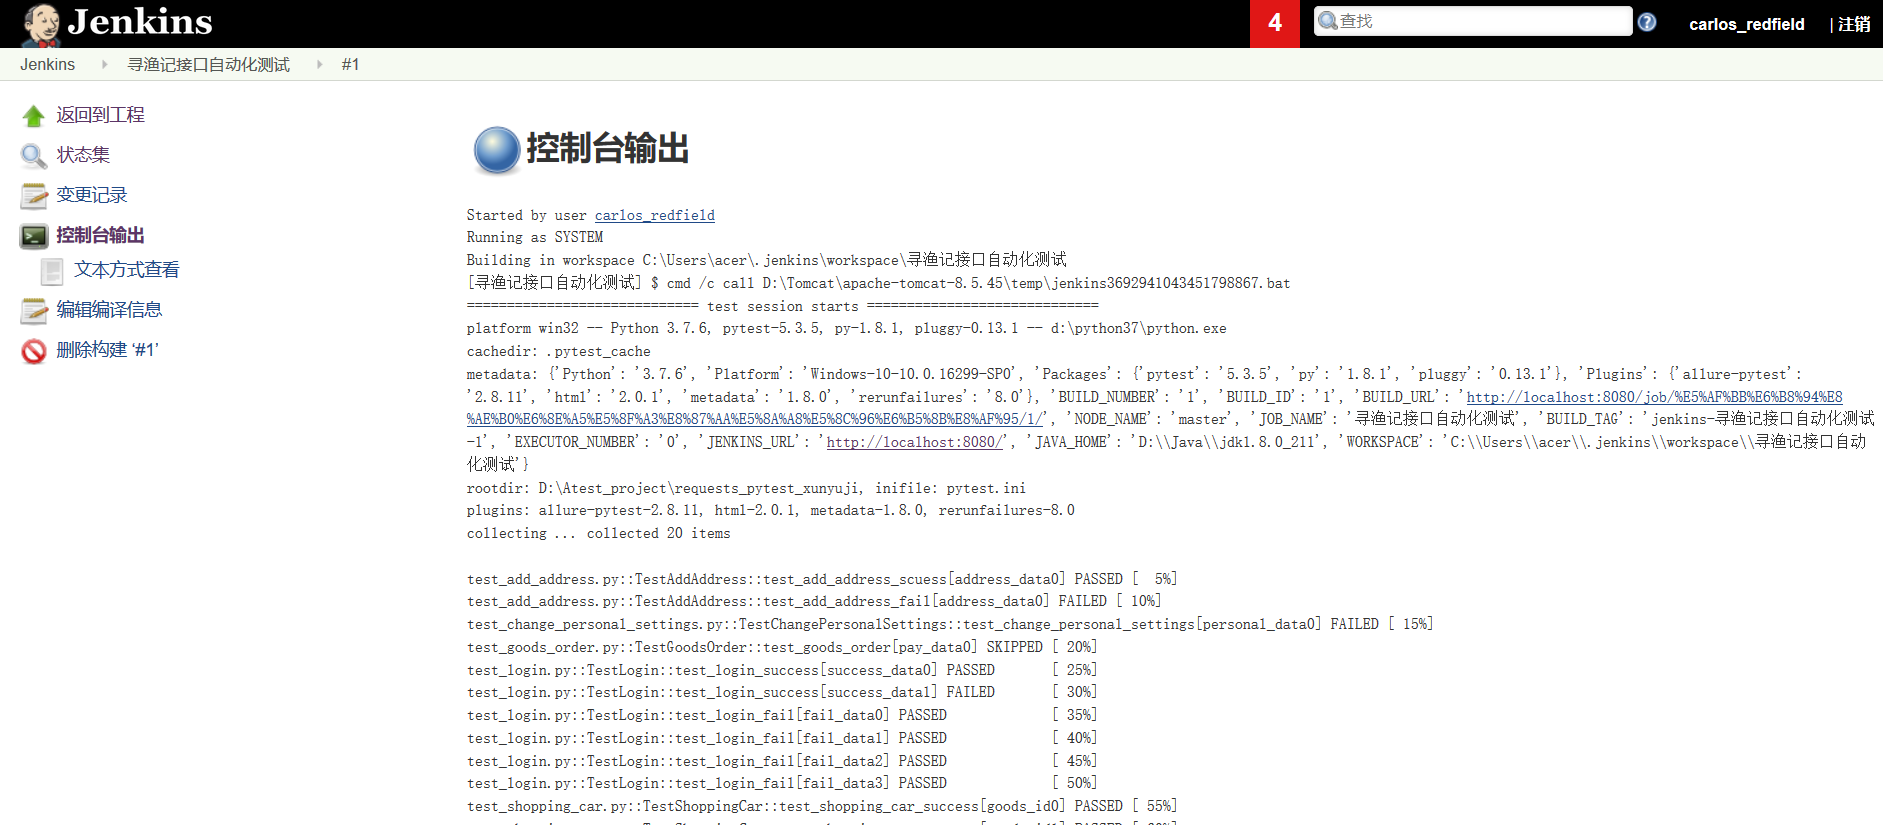 Jenkins
4
查找
carlos_redfield
| 注销
Jenkins
寻渔记接口自动化测试
#1
返回到工程
状态集
变更记录
控制台输出
文本方式查看
编辑编译信息
删除构建 ‘#1’
控制台输出
Started by user carlos_redfield
Running as SYSTEM
Building in workspace C:\Users\acer\.jenkins\workspace\寻渔记接口自动化测试
[寻渔记接口自动化测试] $ cmd /c call D:\Tomcat\apache-tomcat-8.5.45\temp\jenkins3692941043451798867.bat
============================= test session starts =============================
platform win32 -- Python 3.7.6, pytest-5.3.5, py-1.8.1, pluggy-0.13.1 -- d:\python37\python.exe
cachedir: .pytest_cache
metadata: {'Python': '3.7.6', 'Platform': 'Windows-10-10.0.16299-SP0', 'Packages': {'pytest': '5.3.5', 'py': '1.8.1', 'pluggy': '0.13.1'}, 'Plugins': {'allure-pytest':
'2.8.11', 'html': '2.0.1', 'metadata': '1.8.0', 'rerunfailures': '8.0'}, 'BUILD_NUMBER': '1', 'BUILD_ID': '1', 'BUILD_URL': 'http://localhost:8080/job/%E5%AF%BB%E6%B8%94%E8
%AE%B0%E6%8E%A5%E5%8F%A3%E8%87%AA%E5%8A%A8%E5%8C%96%E6%B5%8B%E8%AF%95/1/', 'NODE_NAME': 'master', 'JOB_NAME': '寻渔记接口自动化测试', 'BUILD_TAG': 'jenkins-寻渔记接口自动化测试
-1', 'EXECUTOR_NUMBER': '0', 'JENKINS_URL': 'http://localhost:8080/', 'JAVA_HOME': 'D:\\Java\\jdk1.8.0_211', 'WORKSPACE': 'C:\\Users\\acer\\.jenkins\\workspace\\寻渔记接口自动
化测试'}
rootdir: D:\Atest_project\requests_pytest_xunyuji, inifile: pytest.ini
plugins: allure-pytest-2.8.11, html-2.0.1, metadata-1.8.0, rerunfailures-8.0
collecting ... collected 20 items
test_add_address.py::TestAddAddress::test_add_address_scuess[address_data0] PASSED [  5%]
test_add_address.py::TestAddAddress::test_add_address_fail[address_data0] FAILED [ 10%]
test_change_personal_settings.py::TestChangePersonalSettings::test_change_personal_settings[personal_data0] FAILED [ 15%]
test_goods_order.py::TestGoodsOrder::test_goods_order[pay_data0] SKIPPED [ 20%]
test_login.py::TestLogin::test_login_success[success_data0] PASSED       [ 25%]
test_login.py::TestLogin::test_login_success[success_data1] FAILED       [ 30%]
test_login.py::TestLogin::test_login_fail[fail_data0] PASSED             [ 35%]
test_login.py::TestLogin::test_login_fail[fail_data1] PASSED             [ 40%]
test_login.py::TestLogin::test_login_fail[fail_data2] PASSED             [ 45%]
test_login.py::TestLogin::test_login_fail[fail_data3] PASSED             [ 50%]
test_shopping_car.py::TestShoppingCar::test_shopping_car_success[goods_id0] PASSED [ 55%]